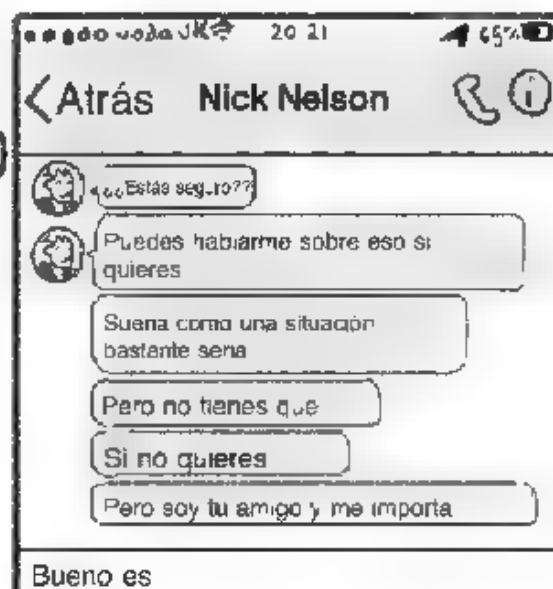 20 21
65%
Atrás Nick Nelson
¿¿Estás seguro??
Puedes hablarme sobre eso si
quieres
Suena como una situación
bastante seria
Pero no tienes que
Si no quieres
Pero soy tu amigo y me importa
Bueno es